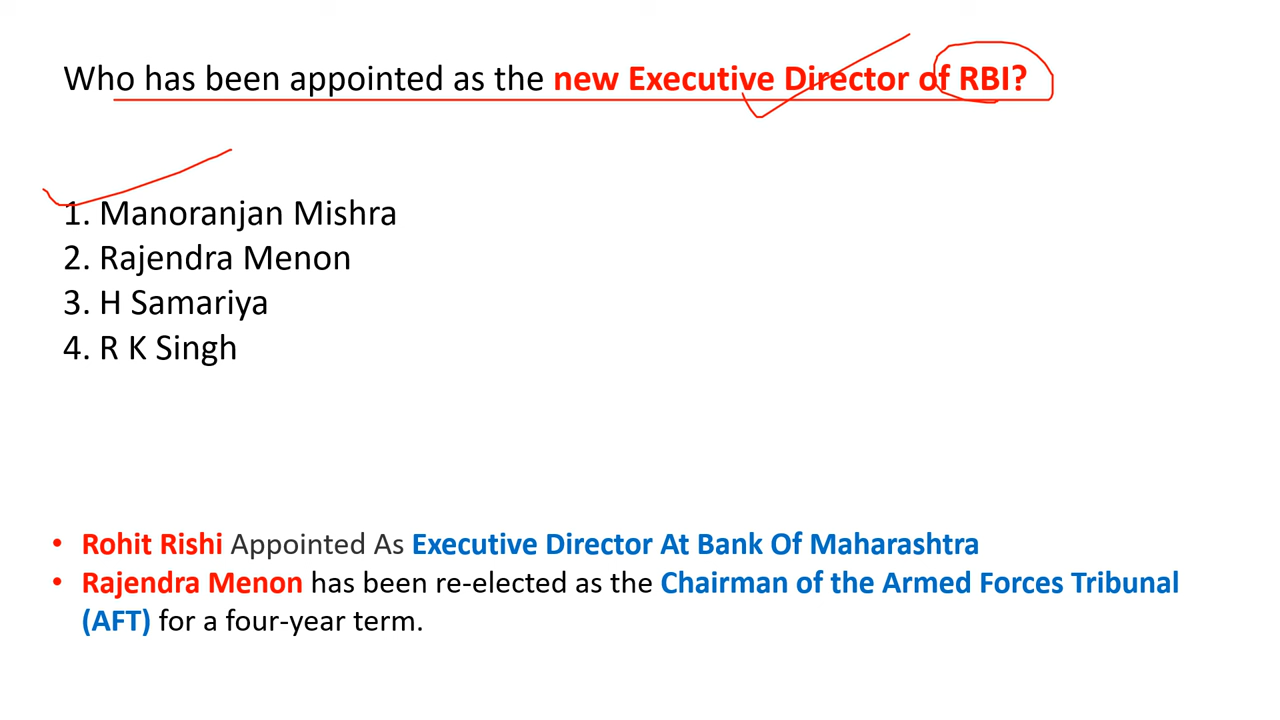 Who has been appointed as the new Executive Director of RBI?
1. Manoranjan Mishra
2. Rajendra Menon
3. H Samariya
4. R K Singh
• Rohit Rishi Appointed As Executive Director At Bank Of Maharashtra
• Rajendra Menon has been re-elected as the Chairman of the Armed Forces Tribunal
(AFT) for a four-year term.